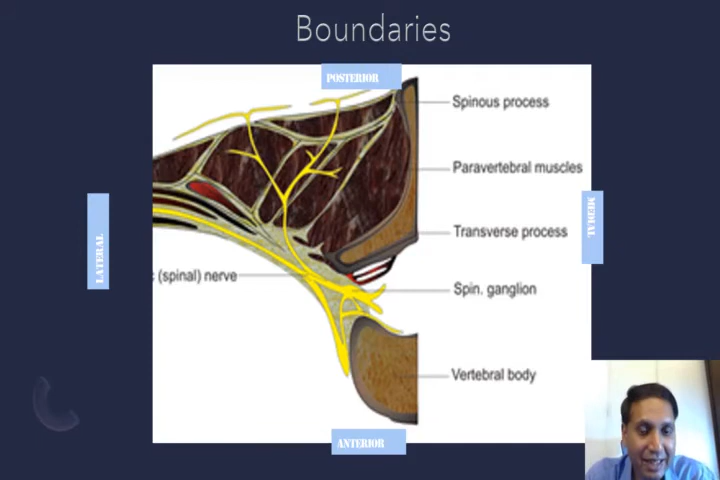 Boundaries
POSTERIOR
Spinous process
Paravertebral muscles
LATERAL
MEDIAL
Transverse process
(spinal) nerve
Spin. ganglion
Vertebral body
ANTERIOR